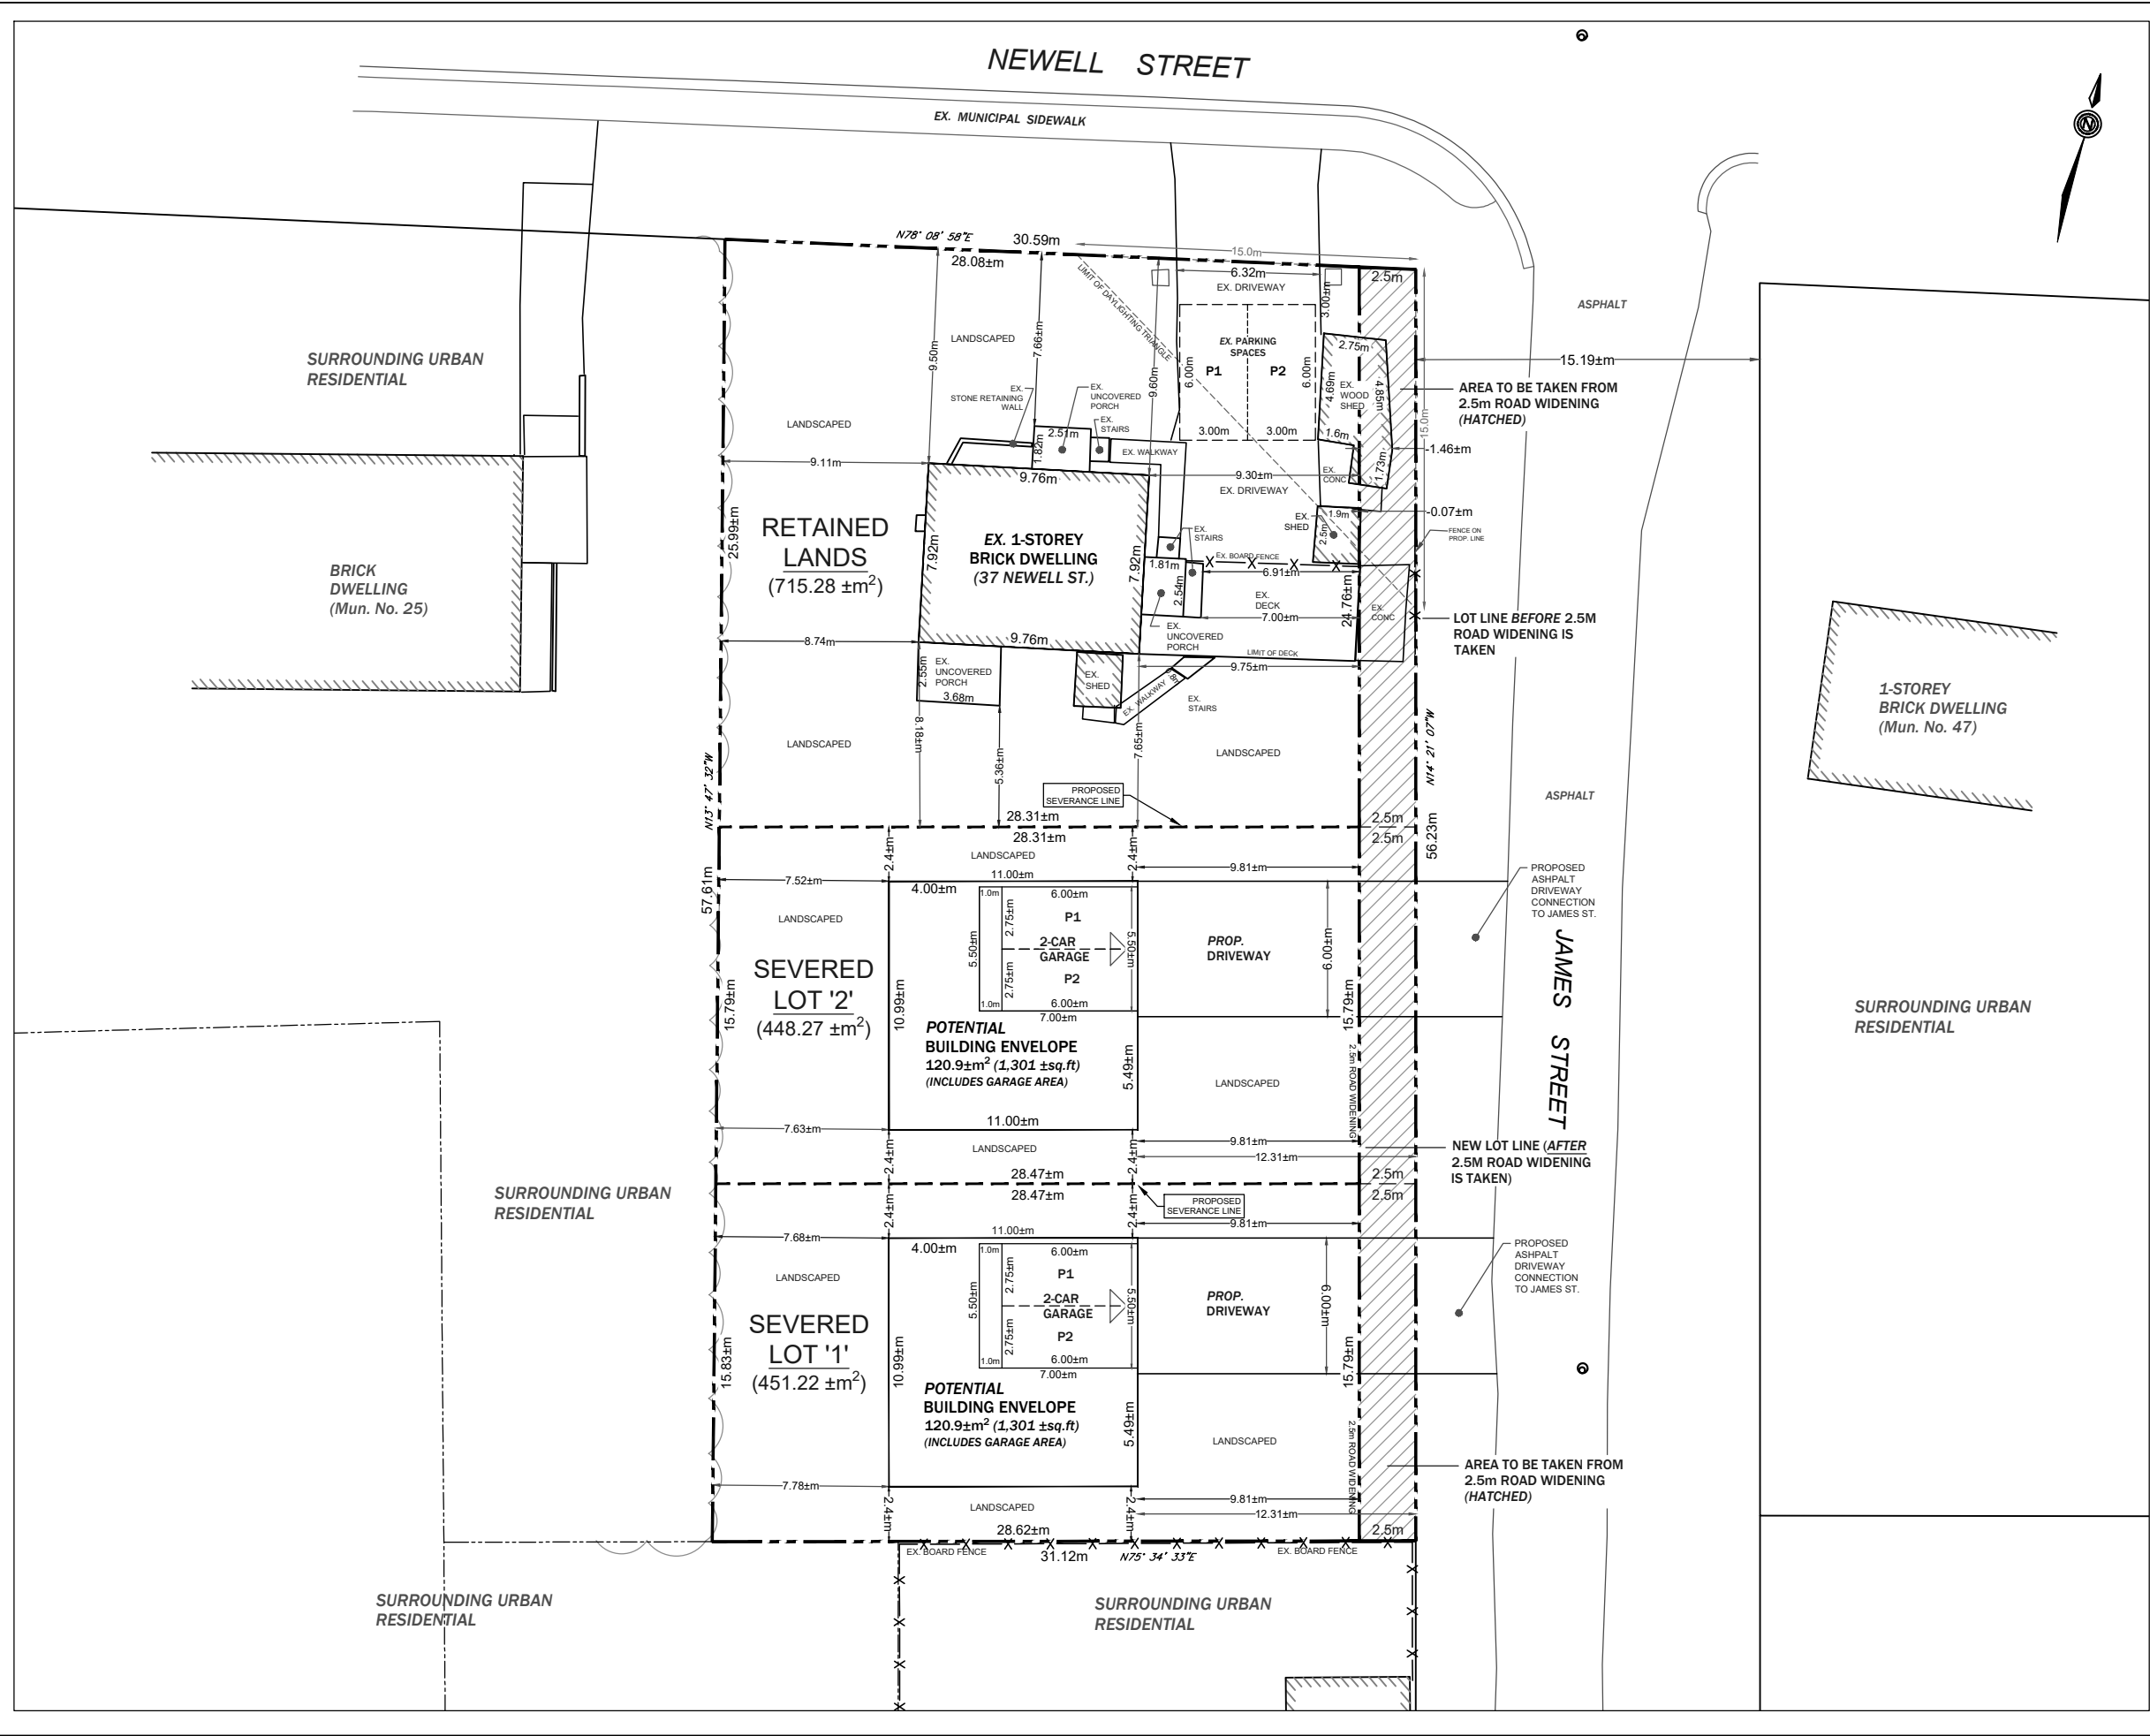 NEWELL STREET
EX. MUNICIPAL SIDEWALK
N
N78° 08' 58"E
30.59m
15.0m
28.08±m
6.32m
2.5m
EX. DRIVEWAY
LIMIT OF DAYLIGHTING TRIANGLE
3.00±m
ASPHALT
LANDSCAPED
7.66±m
9.50m
9.60m
EX. PARKING
SPACES
P1
P2
6.00m
6.00m
3.00m
3.00m
2.75m
4.69m
EX.
WOOD
SHED
4.85m
1.6m
1.73m
15.19±m
15.0m
SURROUNDING URBAN
RESIDENTIAL
AREA TO BE TAKEN FROM
2.5m ROAD WIDENING
(HATCHED)
EX.
STONE RETAINING
WALL
EX.
UNCOVERED
PORCH
EX.
STAIRS
2.51m
1.82m
EX. WALKWAY
LANDSCAPED
9.11m
9.76m
9.30±m
EX. DRIVEWAY
EX.
CONC
-1.46±m
-0.07±m
FENCE ON
PROP. LINE
25.99±m
RETAINED
LANDS
(715.28 ±m²)
EX. 1-STOREY
BRICK DWELLING
(37 NEWELL ST.)
7.92m
7.92m
EX.
SHED
1.9m
2.5m
EX.
STAIRS
EX. BOARD FENCE
1.81m
6.91±m
2.54m
EX.
DECK
7.00±m
24.76±m
EX.
CONC
BRICK
DWELLING
(Mun. No. 25)
LOT LINE BEFORE 2.5M
ROAD WIDENING IS
TAKEN
EX.
UNCOVERED
PORCH
LIMIT OF DECK
8.74m
9.76m
9.75±m
2.55m
EX.
UNCOVERED
PORCH
3.68m
EX.
SHED
EX. WALKWAY
EX.
STAIRS
1-STOREY
BRICK DWELLING
(Mun. No. 47)
LANDSCAPED
8.18±m
5.36±m
7.65±m
LANDSCAPED
N13° 47' 32"W
N14° 21' 07"W
PROPOSED
SEVERANCE LINE
ASPHALT
28.31±m
2.5m
28.31±m
2.5m
56.23m
2.4±m
LANDSCAPED
2.4±m
9.81±m
7.52±m
11.00±m
57.61m
4.00±m
LANDSCAPED
1.0m
6.00±m
2.75±m
P1
5.50±m
2-CAR
GARAGE
5.50±m
2.75±m
P2
1.0m
6.00±m
7.00±m
PROP.
DRIVEWAY
6.00±m
PROPOSED
ASHPALT
DRIVEWAY
CONNECTION
TO JAMES ST.
JAMES STREET
SEVERED
LOT '2'
(448.27 ±m²)
15.79±m
10.99±m
15.79±m
POTENTIAL
BUILDING ENVELOPE
120.9±m² (1,301 ±sq.ft)
(INCLUDES GARAGE AREA)
5.49±m
LANDSCAPED
2.5m ROAD WIDENING
SURROUNDING URBAN
RESIDENTIAL
11.00±m
7.63±m
2.4±m
LANDSCAPED
2.4±m
9.81±m
12.31±m
NEW LOT LINE (AFTER
2.5M ROAD WIDENING
IS TAKEN)
28.47±m
2.5m
28.47±m
2.5m
SURROUNDING URBAN
RESIDENTIAL
PROPOSED
SEVERANCE LINE
2.4±m
2.4±m
9.81±m
7.68±m
11.00±m
4.00±m
LANDSCAPED
1.0m
6.00±m
2.75±m
P1
5.50±m
2-CAR
GARAGE
5.50±m
2.75±m
P2
1.0m
6.00±m
7.00±m
PROP.
DRIVEWAY
6.00±m
PROPOSED
ASHPALT
DRIVEWAY
CONNECTION
TO JAMES ST.
SEVERED
LOT '1'
(451.22 ±m²)
15.83±m
10.99±m
15.79±m
POTENTIAL
BUILDING ENVELOPE
120.9±m² (1,301 ±sq.ft)
(INCLUDES GARAGE AREA)
5.49±m
LANDSCAPED
2.5m ROAD WIDENING
AREA TO BE TAKEN FROM
2.5m ROAD WIDENING
(HATCHED)
7.78±m
2.4±m
LANDSCAPED
2.4±m
9.81±m
12.31±m
28.62±m
2.5m
EX. BOARD FENCE
31.12m
N75° 34' 33"E
EX. BOARD FENCE
SURROUNDING URBAN
RESIDENTIAL
SURROUNDING URBAN
RESIDENTIAL